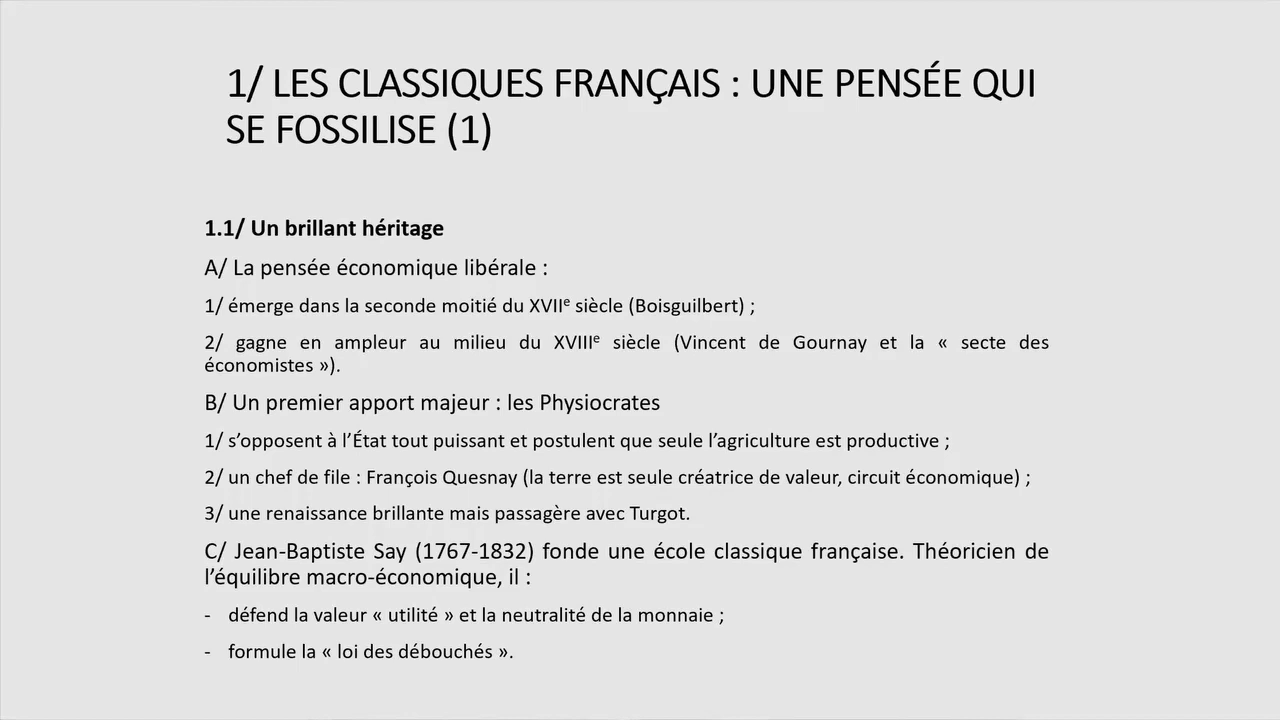 1/ LES CLASSIQUES FRANÇAIS : UNE PENSÉE QUI
SE FOSSILISE (1)
1.1/ Un brillant héritage
A/ La pensée économique libérale :
1/ émerge dans la seconde moitié du XVIIe siècle (Boisguilbert) ;
2/ gagne en ampleur au milieu du XVIIIe siècle (Vincent de Gournay et la « secte des
économistes »).
B/ Un premier apport majeur : les Physiocrates
1/ s’opposent à l’État tout puissant et postulent que seule l’agriculture est productive ;
2/ un chef de file : François Quesnay (la terre est seule créatrice de valeur, circuit économique) ;
3/ une renaissance brillante mais passagère avec Turgot.
C/ Jean-Baptiste Say (1767-1832) fonde une école classique française. Théoricien de
l’équilibre macro-économique, il :
- défend la valeur « utilité » et la neutralité de la monnaie ;
- formule la « loi des débouchés ».